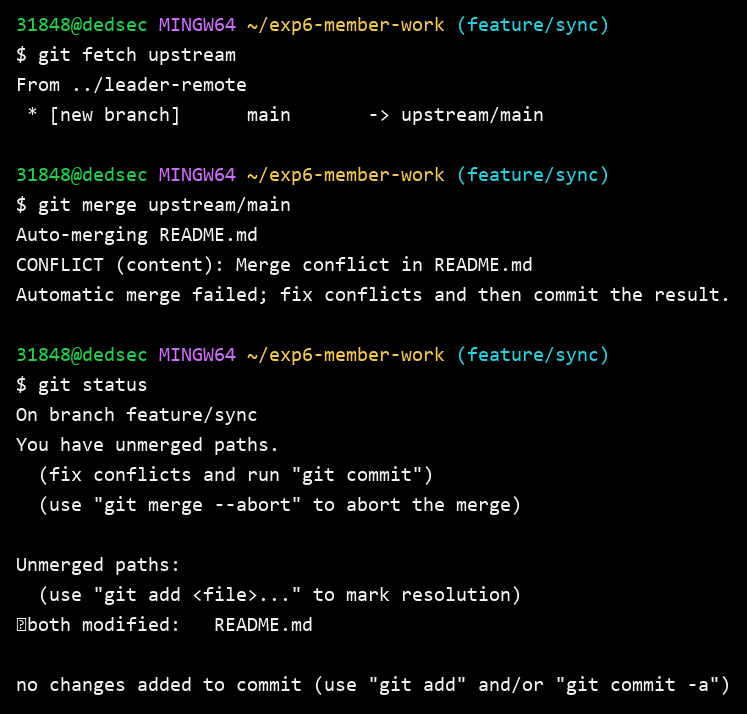 31848@dedsec MINGW64 ~/exp6-member-work (feature/sync)
$ git fetch upstream
From ../leader-remote
 * [new branch]      main       -> upstream/main

31848@dedsec MINGW64 ~/exp6-member-work (feature/sync)
$ git merge upstream/main
Auto-merging README.md
CONFLICT (content): Merge conflict in README.md
Automatic merge failed; fix conflicts and then commit the result.

31848@dedsec MINGW64 ~/exp6-member-work (feature/sync)
$ git status
On branch feature/sync
You have unmerged paths.
  (fix conflicts and run "git commit")
  (use "git merge --abort" to abort the merge)

Unmerged paths:
  (use "git add <file>..." to mark resolution)
both modified:   README.md

no changes added to commit (use "git add" and/or "git commit -a")